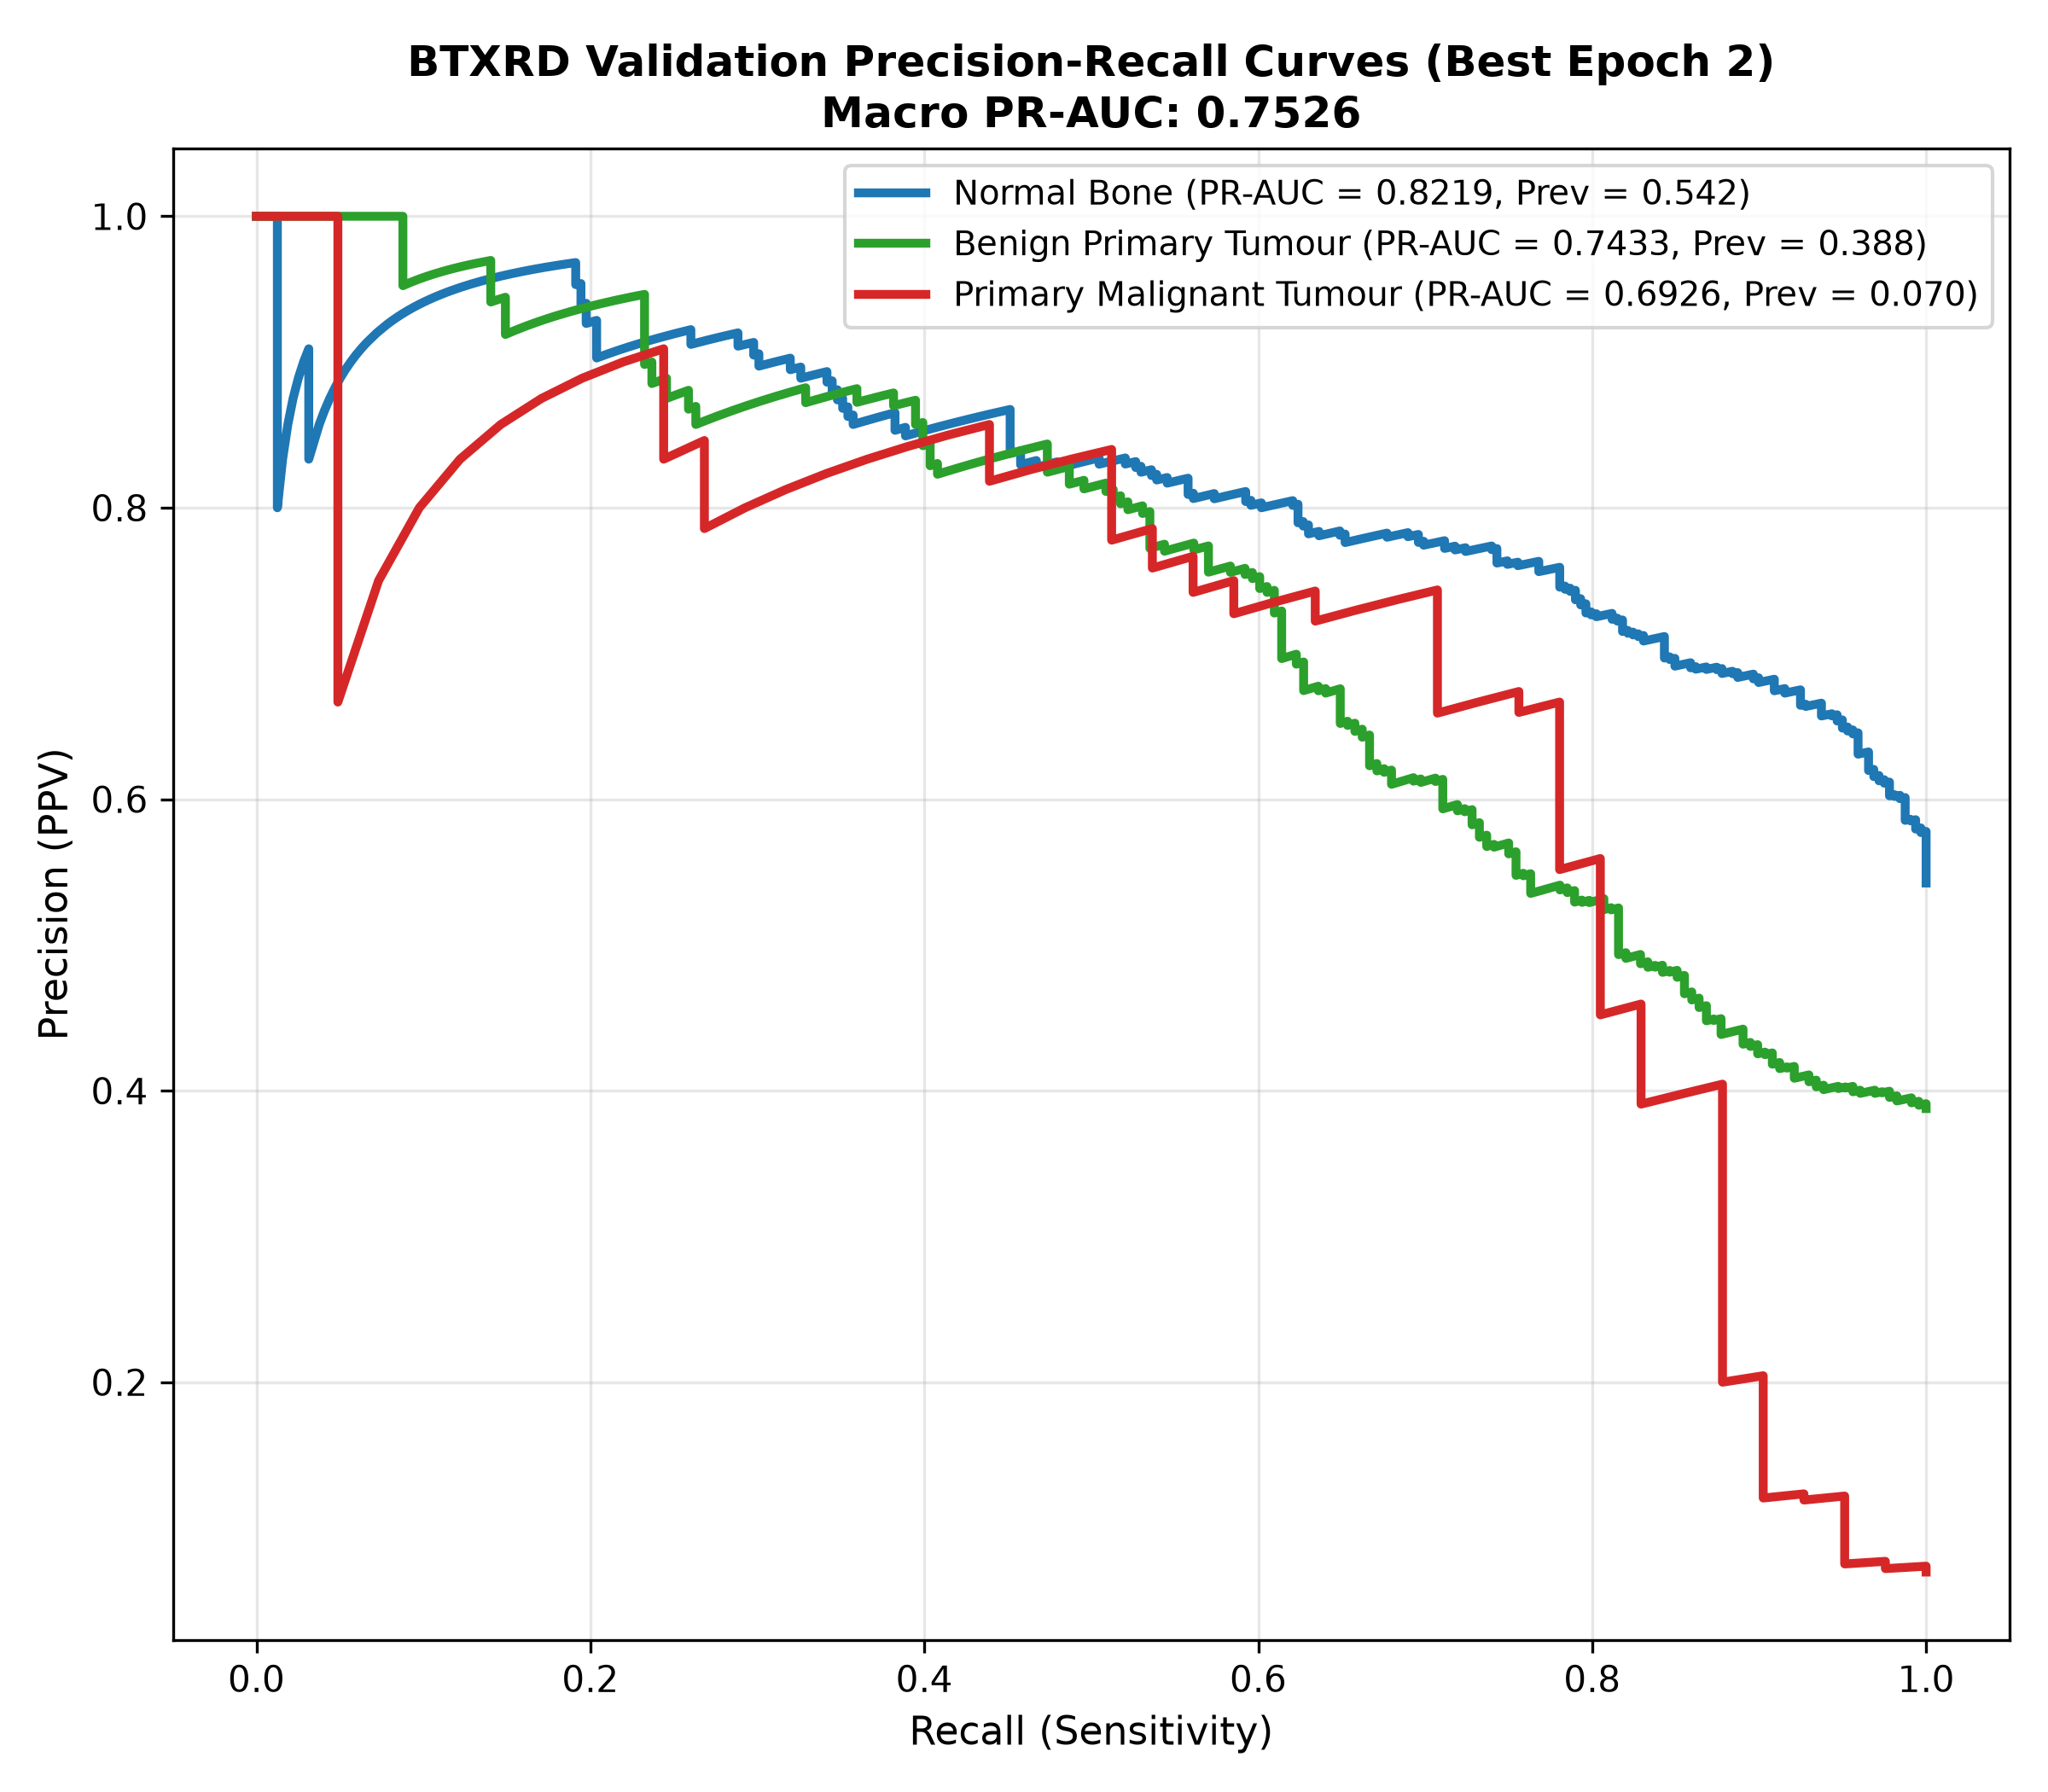 BTXRD Validation Precision-Recall Curves (Best Epoch 2)
Macro PR-AUC: 0.7526
Normal Bone (PR-AUC = 0.8219, Prev = 0.542)
Benign Primary Tumour (PR-AUC = 0.7433, Prev = 0.388)
Primary Malignant Tumour (PR-AUC = 0.6926, Prev = 0.070)
Precision (PPV)
1.0
0.8
0.6
0.4
0.2
0.0 0.2 0.4 0.6 0.8 1.0
Recall (Sensitivity)